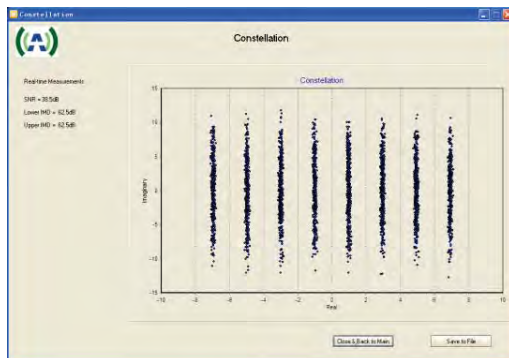 Constellation
(A)
Constellation
Real-time Measurements
SNR = 38.5dB
Lower IMD = 62.5dB
Upper IMD = 62.5dB
Constellation
15
10
5
0
-5
-10
-15
Imaginary
-10
-8
-6
-4
-2
0
2
4
6
8
10
Real
Close & Back to Main
Save to File